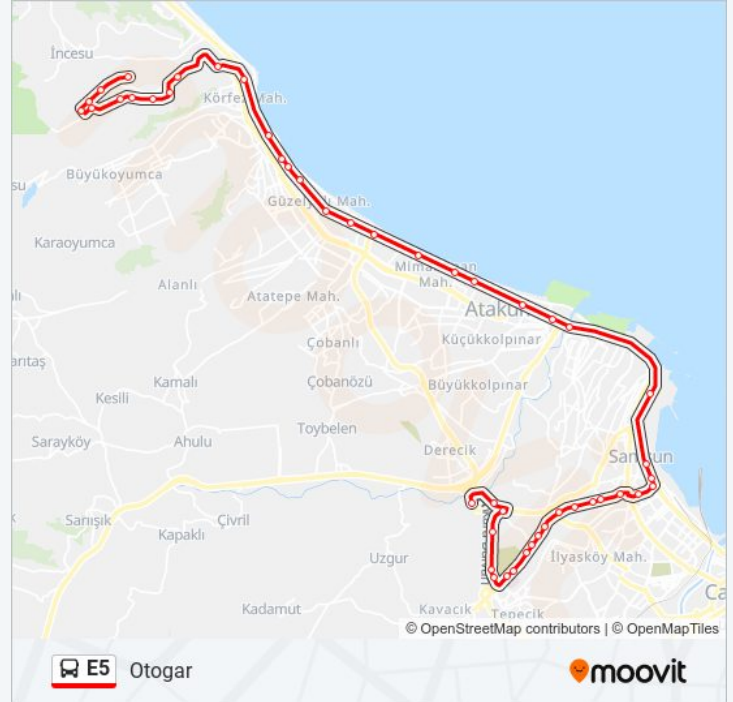 İncesu
Körfez Mah.
Büyükoyumca
Güzelyalı Mah.
su
Karaoyumca
Mimarsinan
Mah.
Alanlı
Atatepe Mah.
Atakum
Çobanlı
Küçükkolpınar
Kamalı
Çobanözü
Büyükkolpınar
Kesili
Toybelen
Sarayköy
Ahulu
Derecik
Samsun
Sarıışık
Çivril
Kapaklı
Uzgur
İlyasköy Mah.
Kadamut
Kavacık
Tepecik
Ca
© OpenStreetMap contributors | © OpenMapTiles
E5 Otogar
moovit